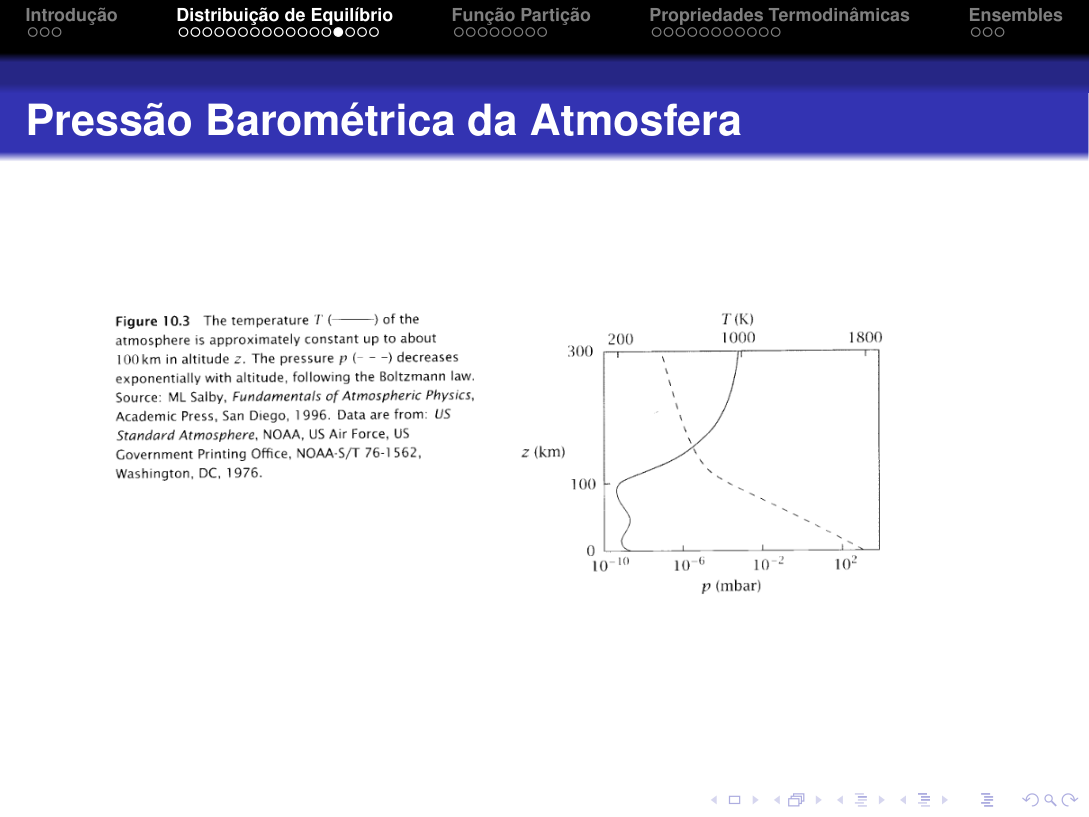 Introdução Distribuição de Equilíbrio Função Partição Propriedades Termodinâmicas Ensembles
Pressão Barométrica da Atmosfera
Figure 10.3 The temperature T (———) of the
atmosphere is approximately constant up to about
100 km in altitude z. The pressure p (– – –) decreases
exponentially with altitude, following the Boltzmann law.
Source: ML Salby, Fundamentals of Atmospheric Physics,
Academic Press, San Diego, 1996. Data are from: US
Standard Atmosphere, NOAA, US Air Force, US
Government Printing Office, NOAA-S/T 76-1562,
Washington, DC, 1976.
T (K)
200 1000 1800
300
z (km)
100
0
10⁻¹⁰ 10⁻⁶ 10⁻² 10²
p (mbar)